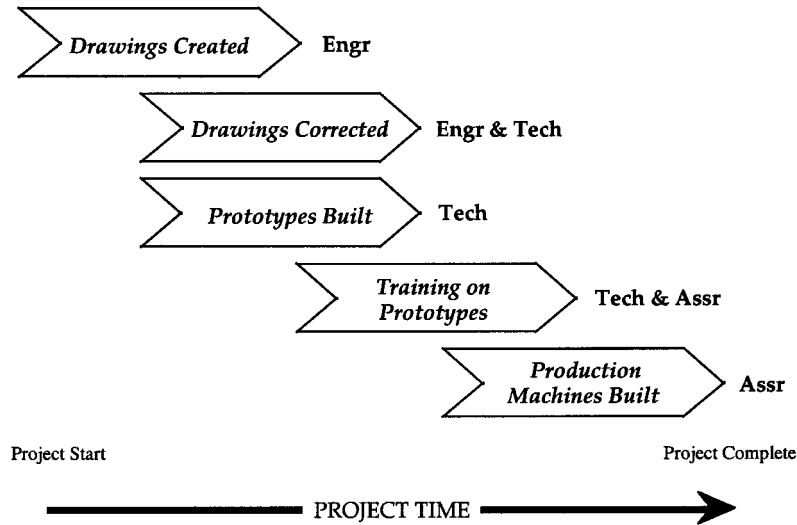 Drawings Created
Engr
Drawings Corrected
Engr & Tech
Prototypes Built
Tech
Training on
Prototypes
Tech & Assr
Production
Machines Built
Assr
Project Start
Project Complete
PROJECT TIME